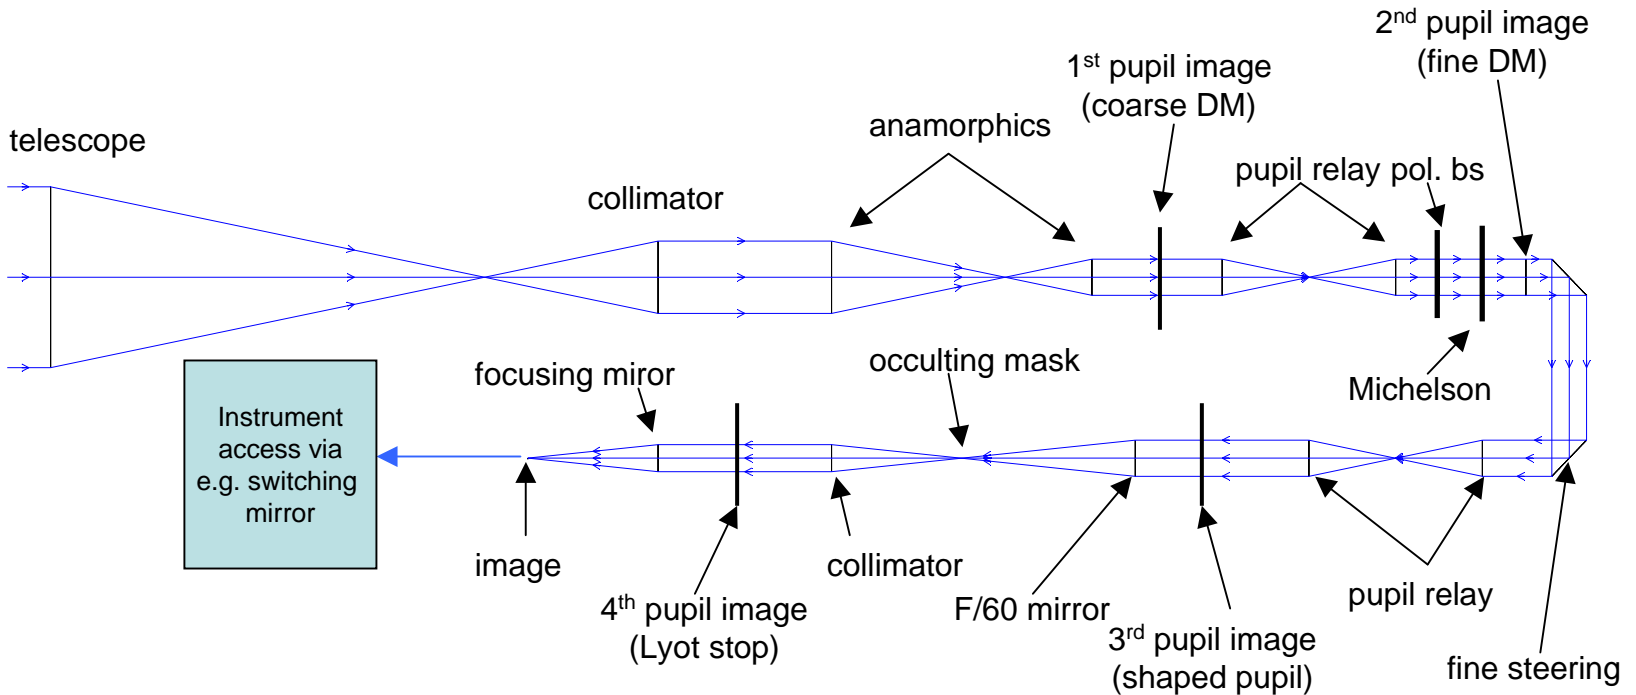 telescope
collimator
anamorphics
1st pupil image
(coarse DM)
2nd pupil image
(fine DM)
pupil relay pol. bs
Michelson
Instrument
access via
e.g. switching
mirror
focusing miror
occulting mask
image
4th pupil image
(Lyot stop)
collimator
F/60 mirror
3rd pupil image
(shaped pupil)
pupil relay
fine steering